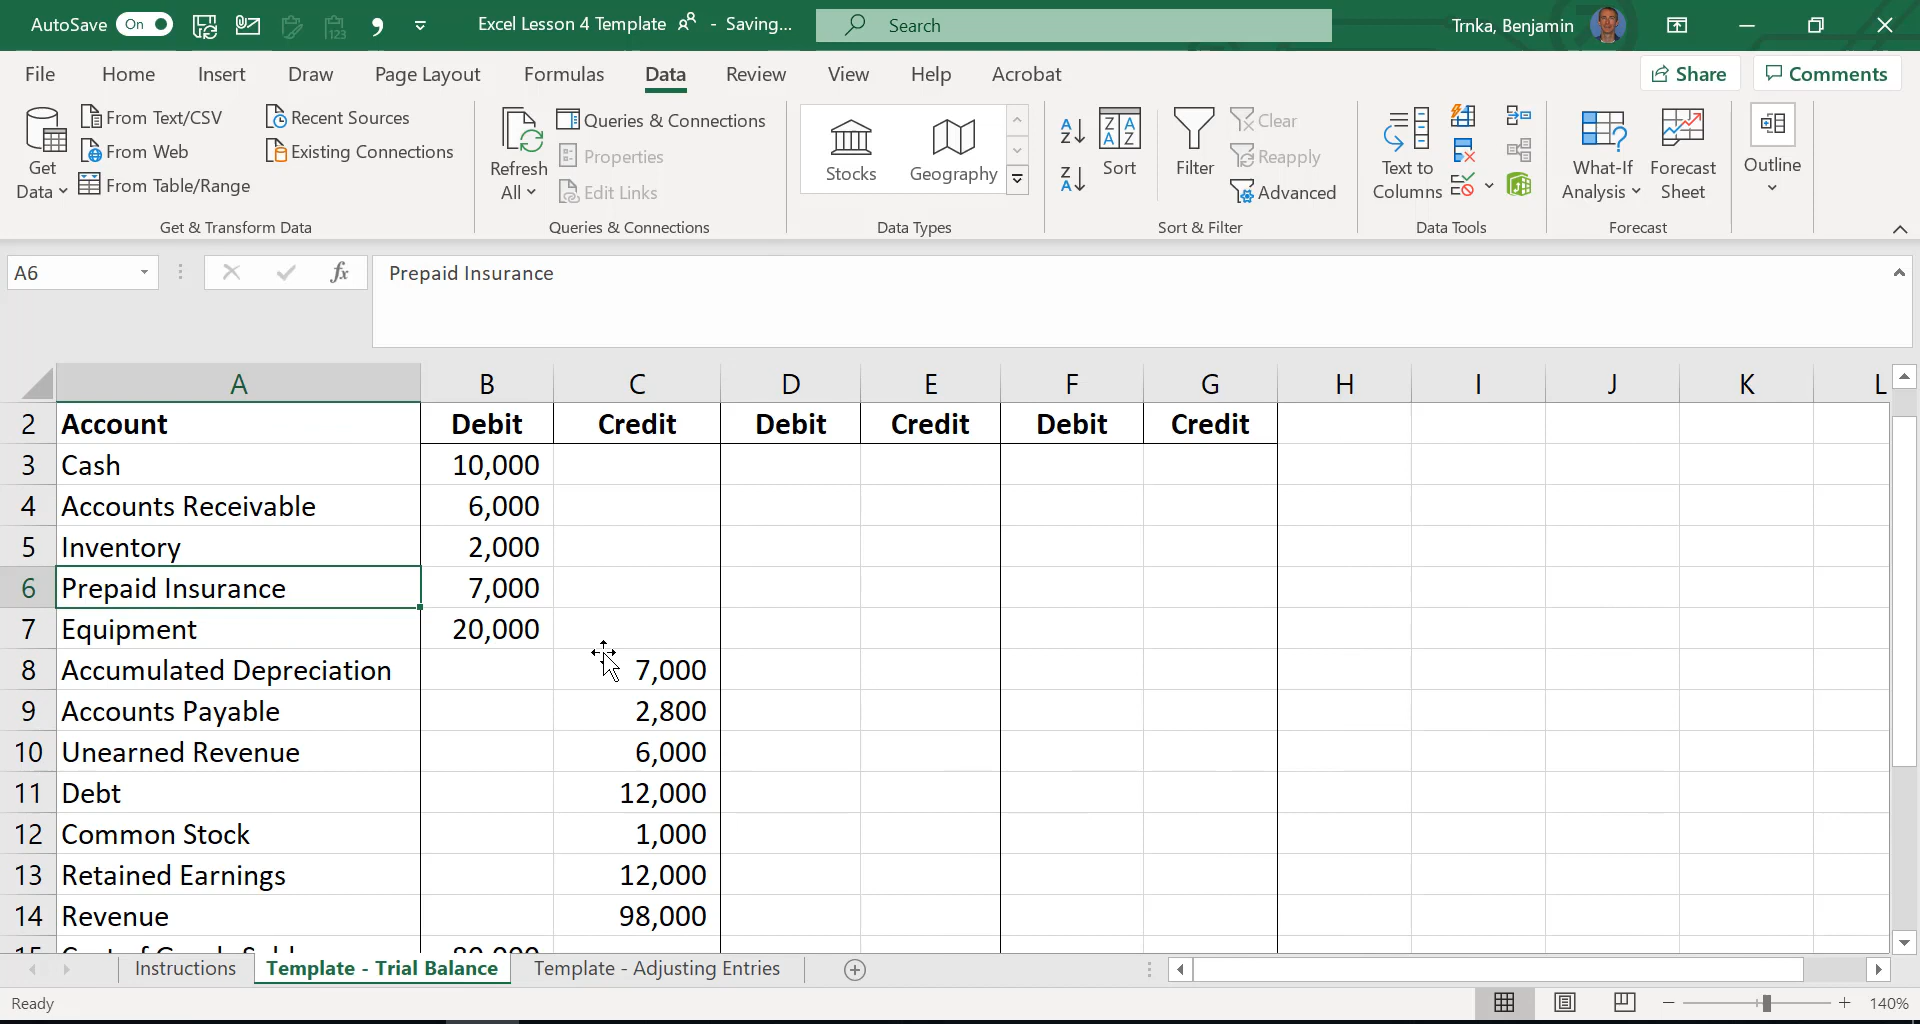 AutoSave On Excel Lesson 4 Template - Saving... Search Trnka, Benjamin
File Home Insert Draw Page Layout Formulas Data Review View Help Acrobat Share Comments
Get Data
From Text/CSV
From Web
From Table/Range
Recent Sources
Existing Connections
Get & Transform Data
Refresh All
Queries & Connections
Properties
Edit Links
Queries & Connections
Stocks
Geography
Data Types
Sort
Filter
Clear
Reapply
Advanced
Sort & Filter
Text to Columns
Data Tools
What-If Analysis
Forecast Sheet
Forecast
Outline
A6 fx Prepaid Insurance
A B C D E F G H I J K L
2 Account Debit Credit Debit Credit Debit Credit
3 Cash 10,000
4 Accounts Receivable 6,000
5 Inventory 2,000
6 Prepaid Insurance 7,000
7 Equipment 20,000
8 Accumulated Depreciation 7,000
9 Accounts Payable 2,800
10 Unearned Revenue 6,000
11 Debt 12,000
12 Common Stock 1,000
13 Retained Earnings 12,000
14 Revenue 98,000
Instructions Template - Trial Balance Template - Adjusting Entries
Ready 140%